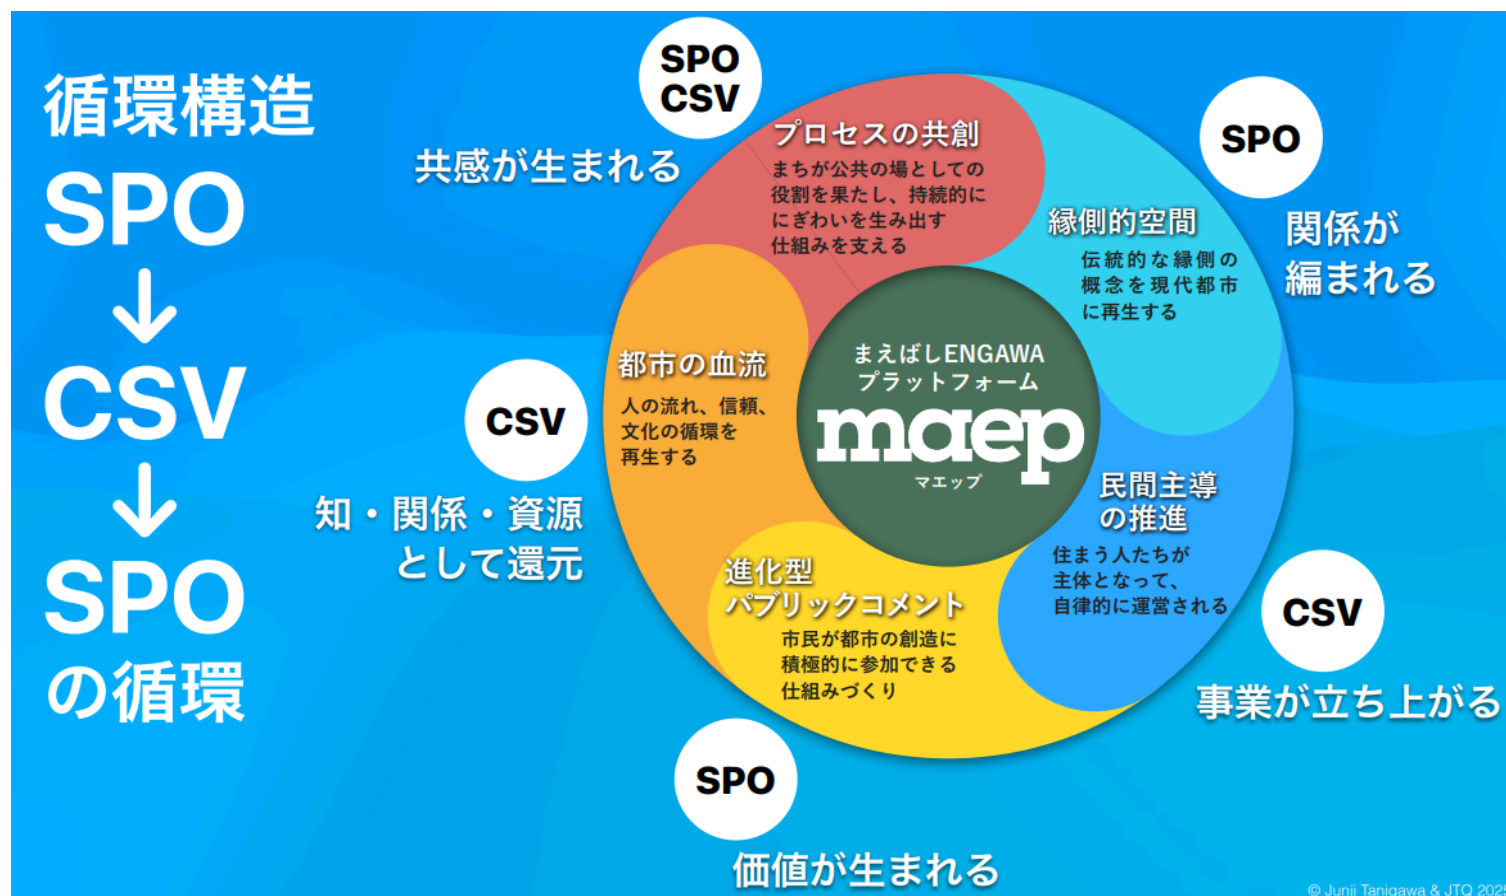 循環構造
SPO
↓
CSV
↓
SPO
の循環
SPO
CSV
共感が生まれる
プロセスの共創
まちが公共の場としての
役割を果たし、持続的に
にぎわいを生み出す
仕組みを支える
SPO
関係が
編まれる
縁側的空間
伝統的な縁側の
概念を現代都市
に再生する
まえばしENGAWA
プラットフォーム
maep
マエップ
都市の血流
人の流れ、信頼、
文化の循環を
再生する
CSV
知・関係・資源
として還元
民間主導
の推進
住まう人たちが
主体となって、
自律的に運営される
CSV
事業が立ち上がる
進化型
パブリックコメント
市民が都市の創造に
積極的に参加できる
仕組みづくり
SPO
価値が生まれる
© Junji Tanigawa & JTQ 2025